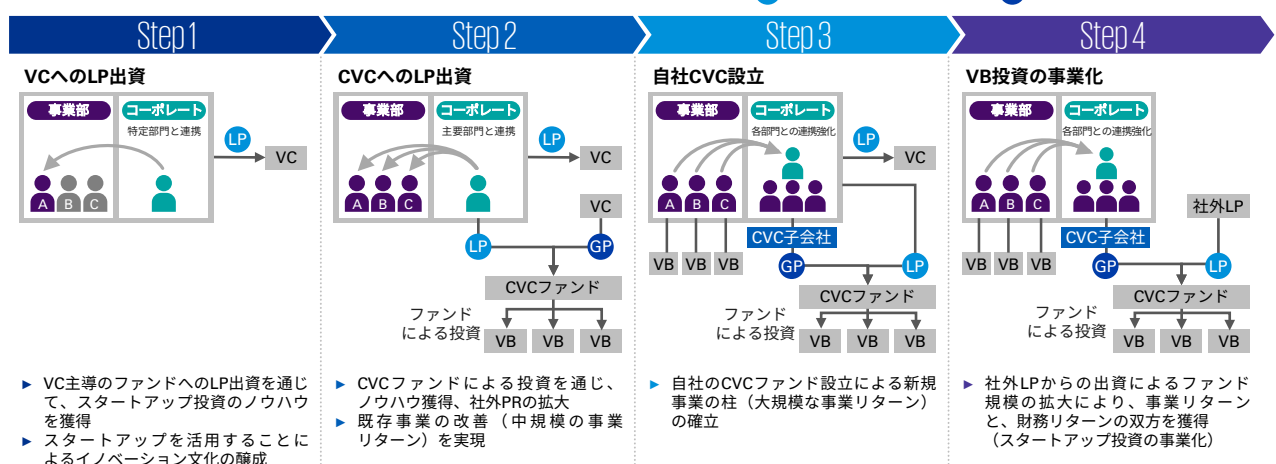 Step 1
Step 2
Step 3
Step 4
VCへのLP出資
事業部
コーポレート
特定部門と連携
LP
VC
A
B
C
▶ VC主導のファンドへのLP出資を通じ
て、スタートアップ投資のノウハウ
を獲得
▶ スタートアップを活用することに
よるイノベーション文化の醸成
CVCへのLP出資
事業部
コーポレート
主要部門と連携
LP
VC
A
B
C
VC
LP
GP
CVCファンド
ファンド
による投資
VB
VB
VB
▶ CVCファンドによる投資を通じ、
ノウハウ獲得、社外PRの拡大
▶ 既存事業の改善（中規模の事業
リターン）を実現
自社CVC設立
事業部
コーポレート
各部門との連携強化
LP
VC
A
B
C
CVC子会社
VB
VB
VB
GP
LP
CVCファンド
ファンド
による投資
VB
VB
VB
▶ 自社のCVCファンド設立による新規
事業の柱（大規模な事業リターン）
の確立
VB投資の事業化
事業部
コーポレート
各部門との連携強化
A
B
C
社外LP
CVC子会社
VB
VB
VB
GP
LP
CVCファンド
ファンド
による投資
VB
VB
VB
▶ 社外LPからの出資によるファンド
規模の拡大により、事業リターン
と、財務リターンの双方を獲得
（スタートアップ投資の事業化）